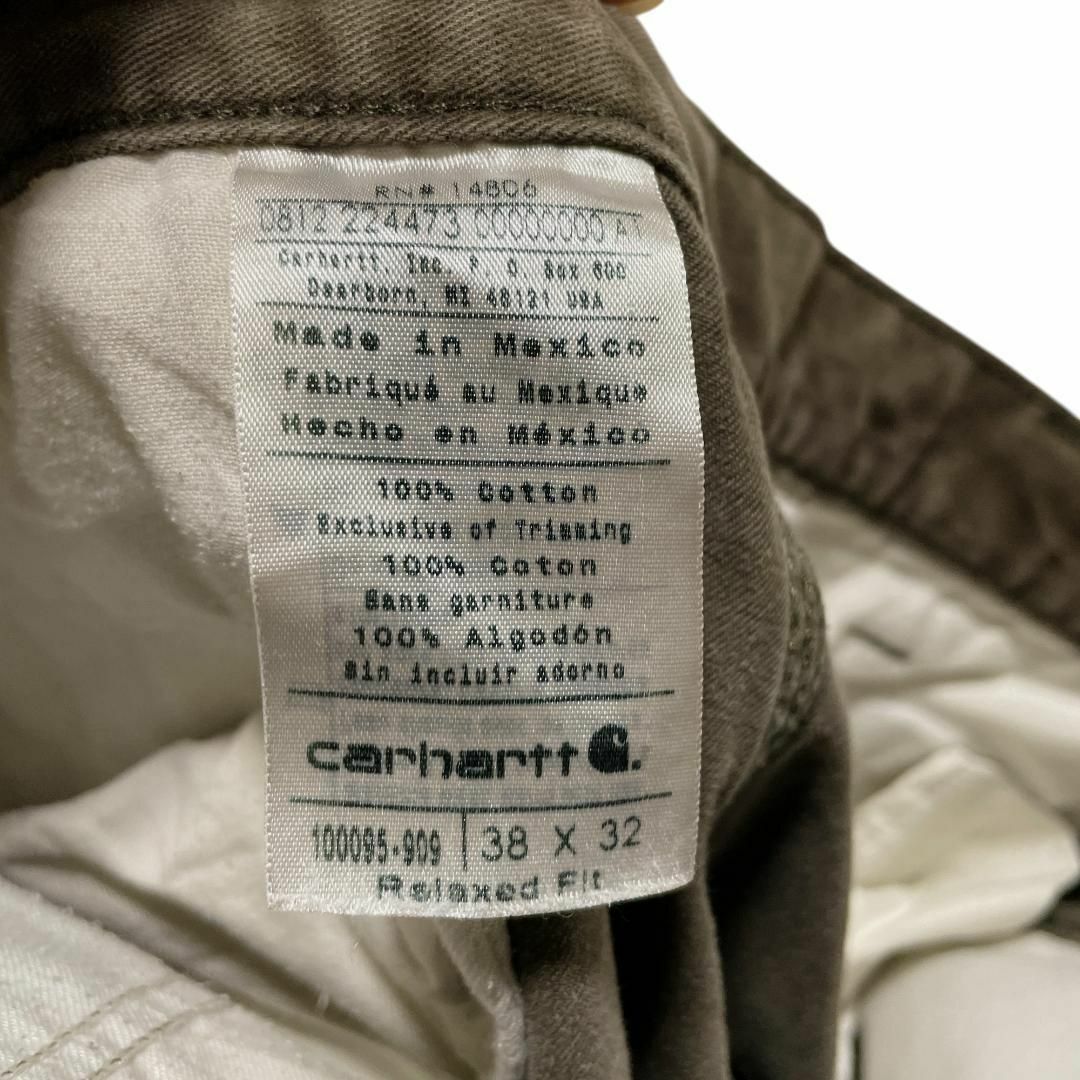 RN# 14806
0812 224473 00000000 A1
Carhartt, Inc. P. O. Box 600
Dearborn, MI 48121 USA
Made in Mexico
Fabriqué au Mexique
Hecho en México
100% Cotton
Exclusive of Trimming
100% Coton
Sans garniture
100% Algodón
Sin incluir adorno
carhartt
100095-909 38 X 32
Relaxed Fit